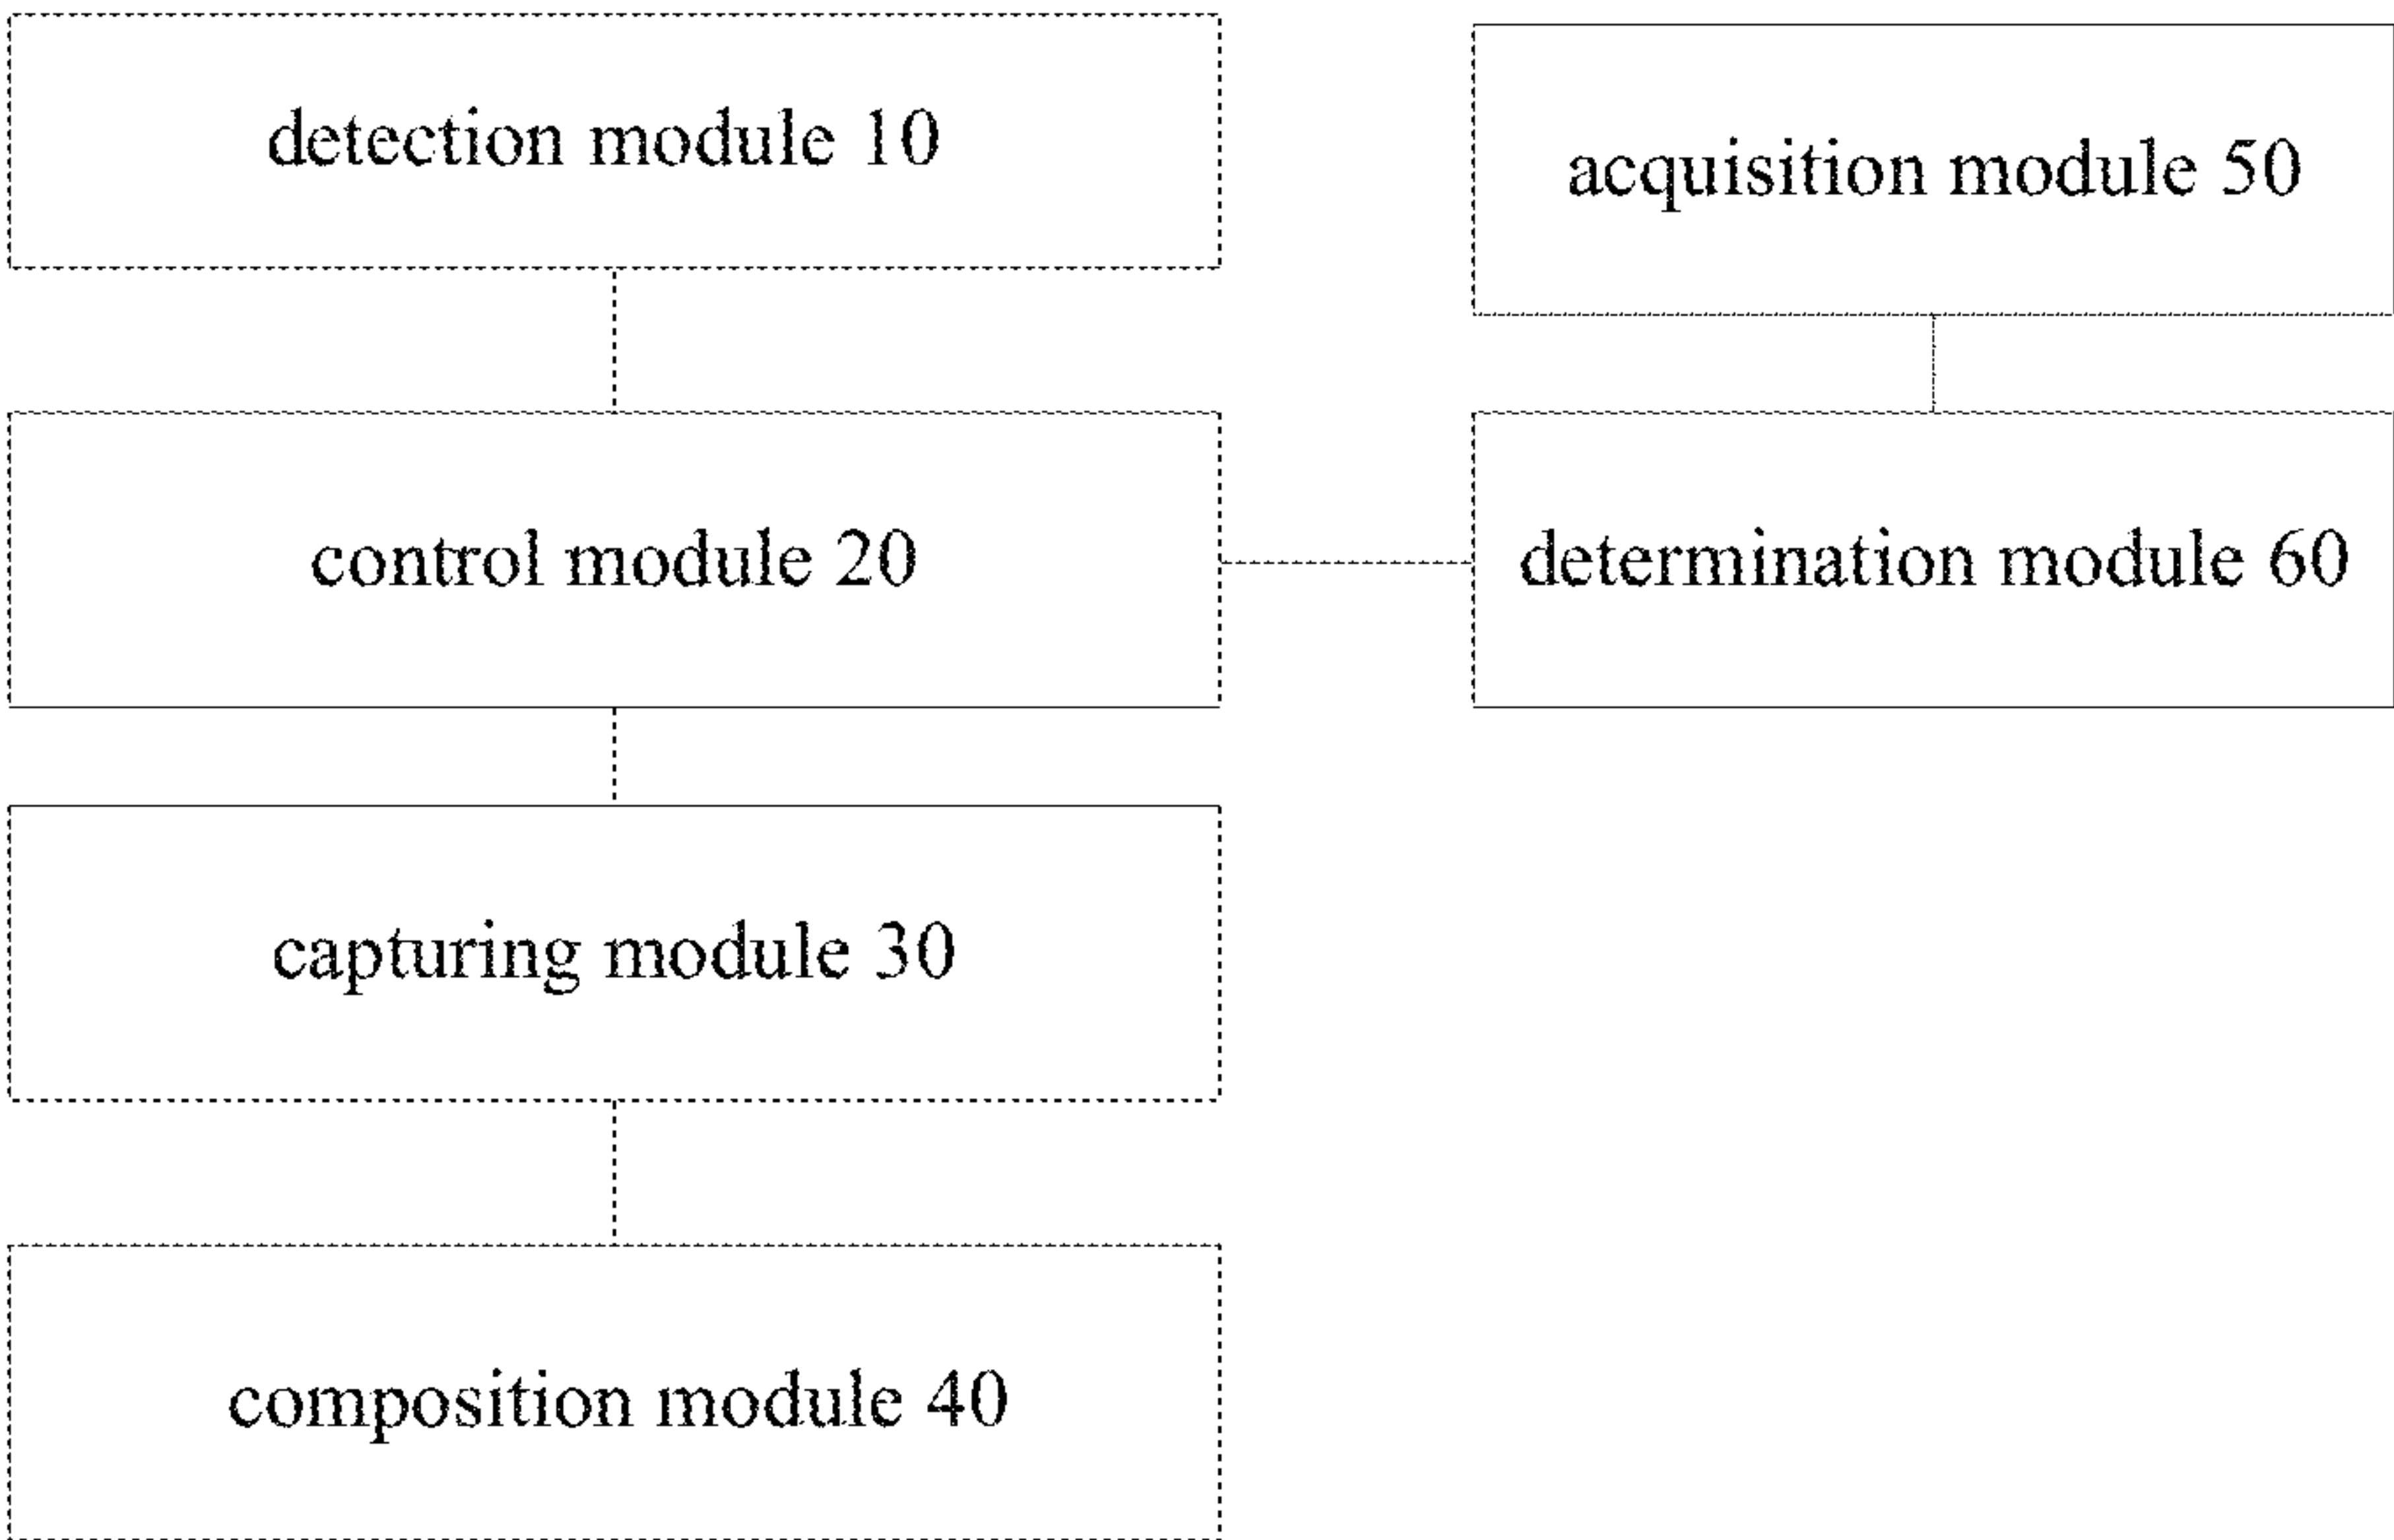 detection module 10
acquisition module 50
control module 20
determination module 60
capturing module 30
composition module 40